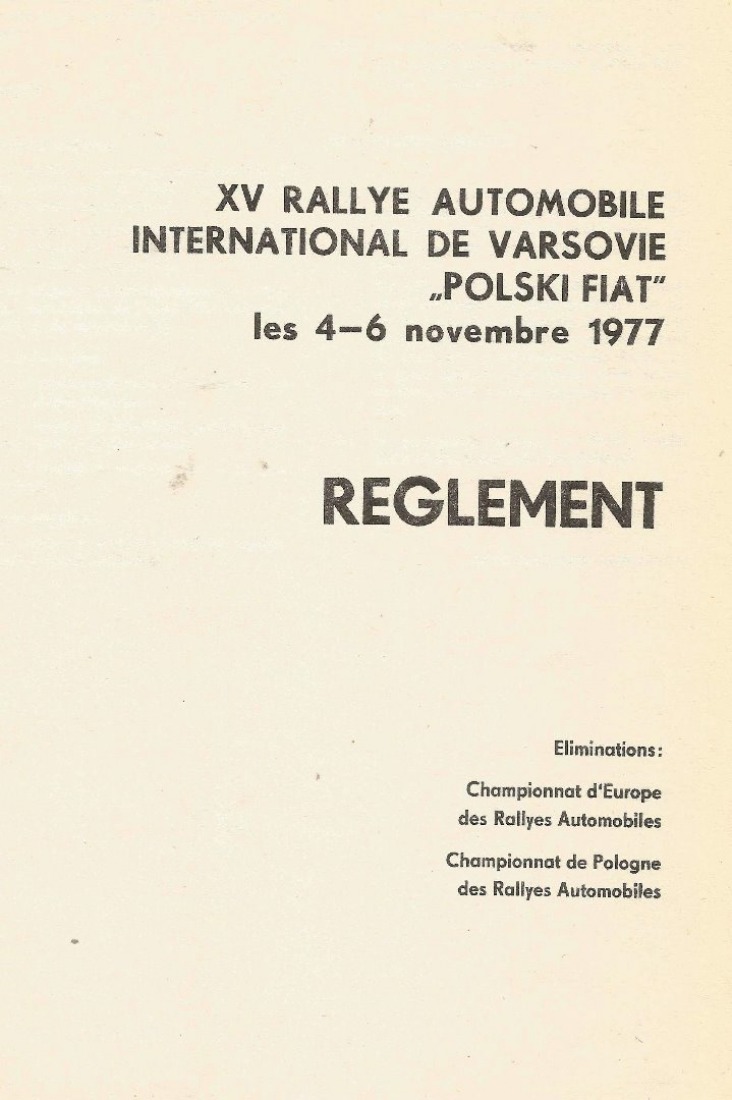 XV RALLYE AUTOMOBILE
INTERNATIONAL DE VARSOVIE
„POLSKI FIAT”
les 4–6 novembre 1977
REGLEMENT
Eliminations:
Championnat d'Europe
des Rallyes Automobiles
Championnat de Pologne
des Rallyes Automobiles